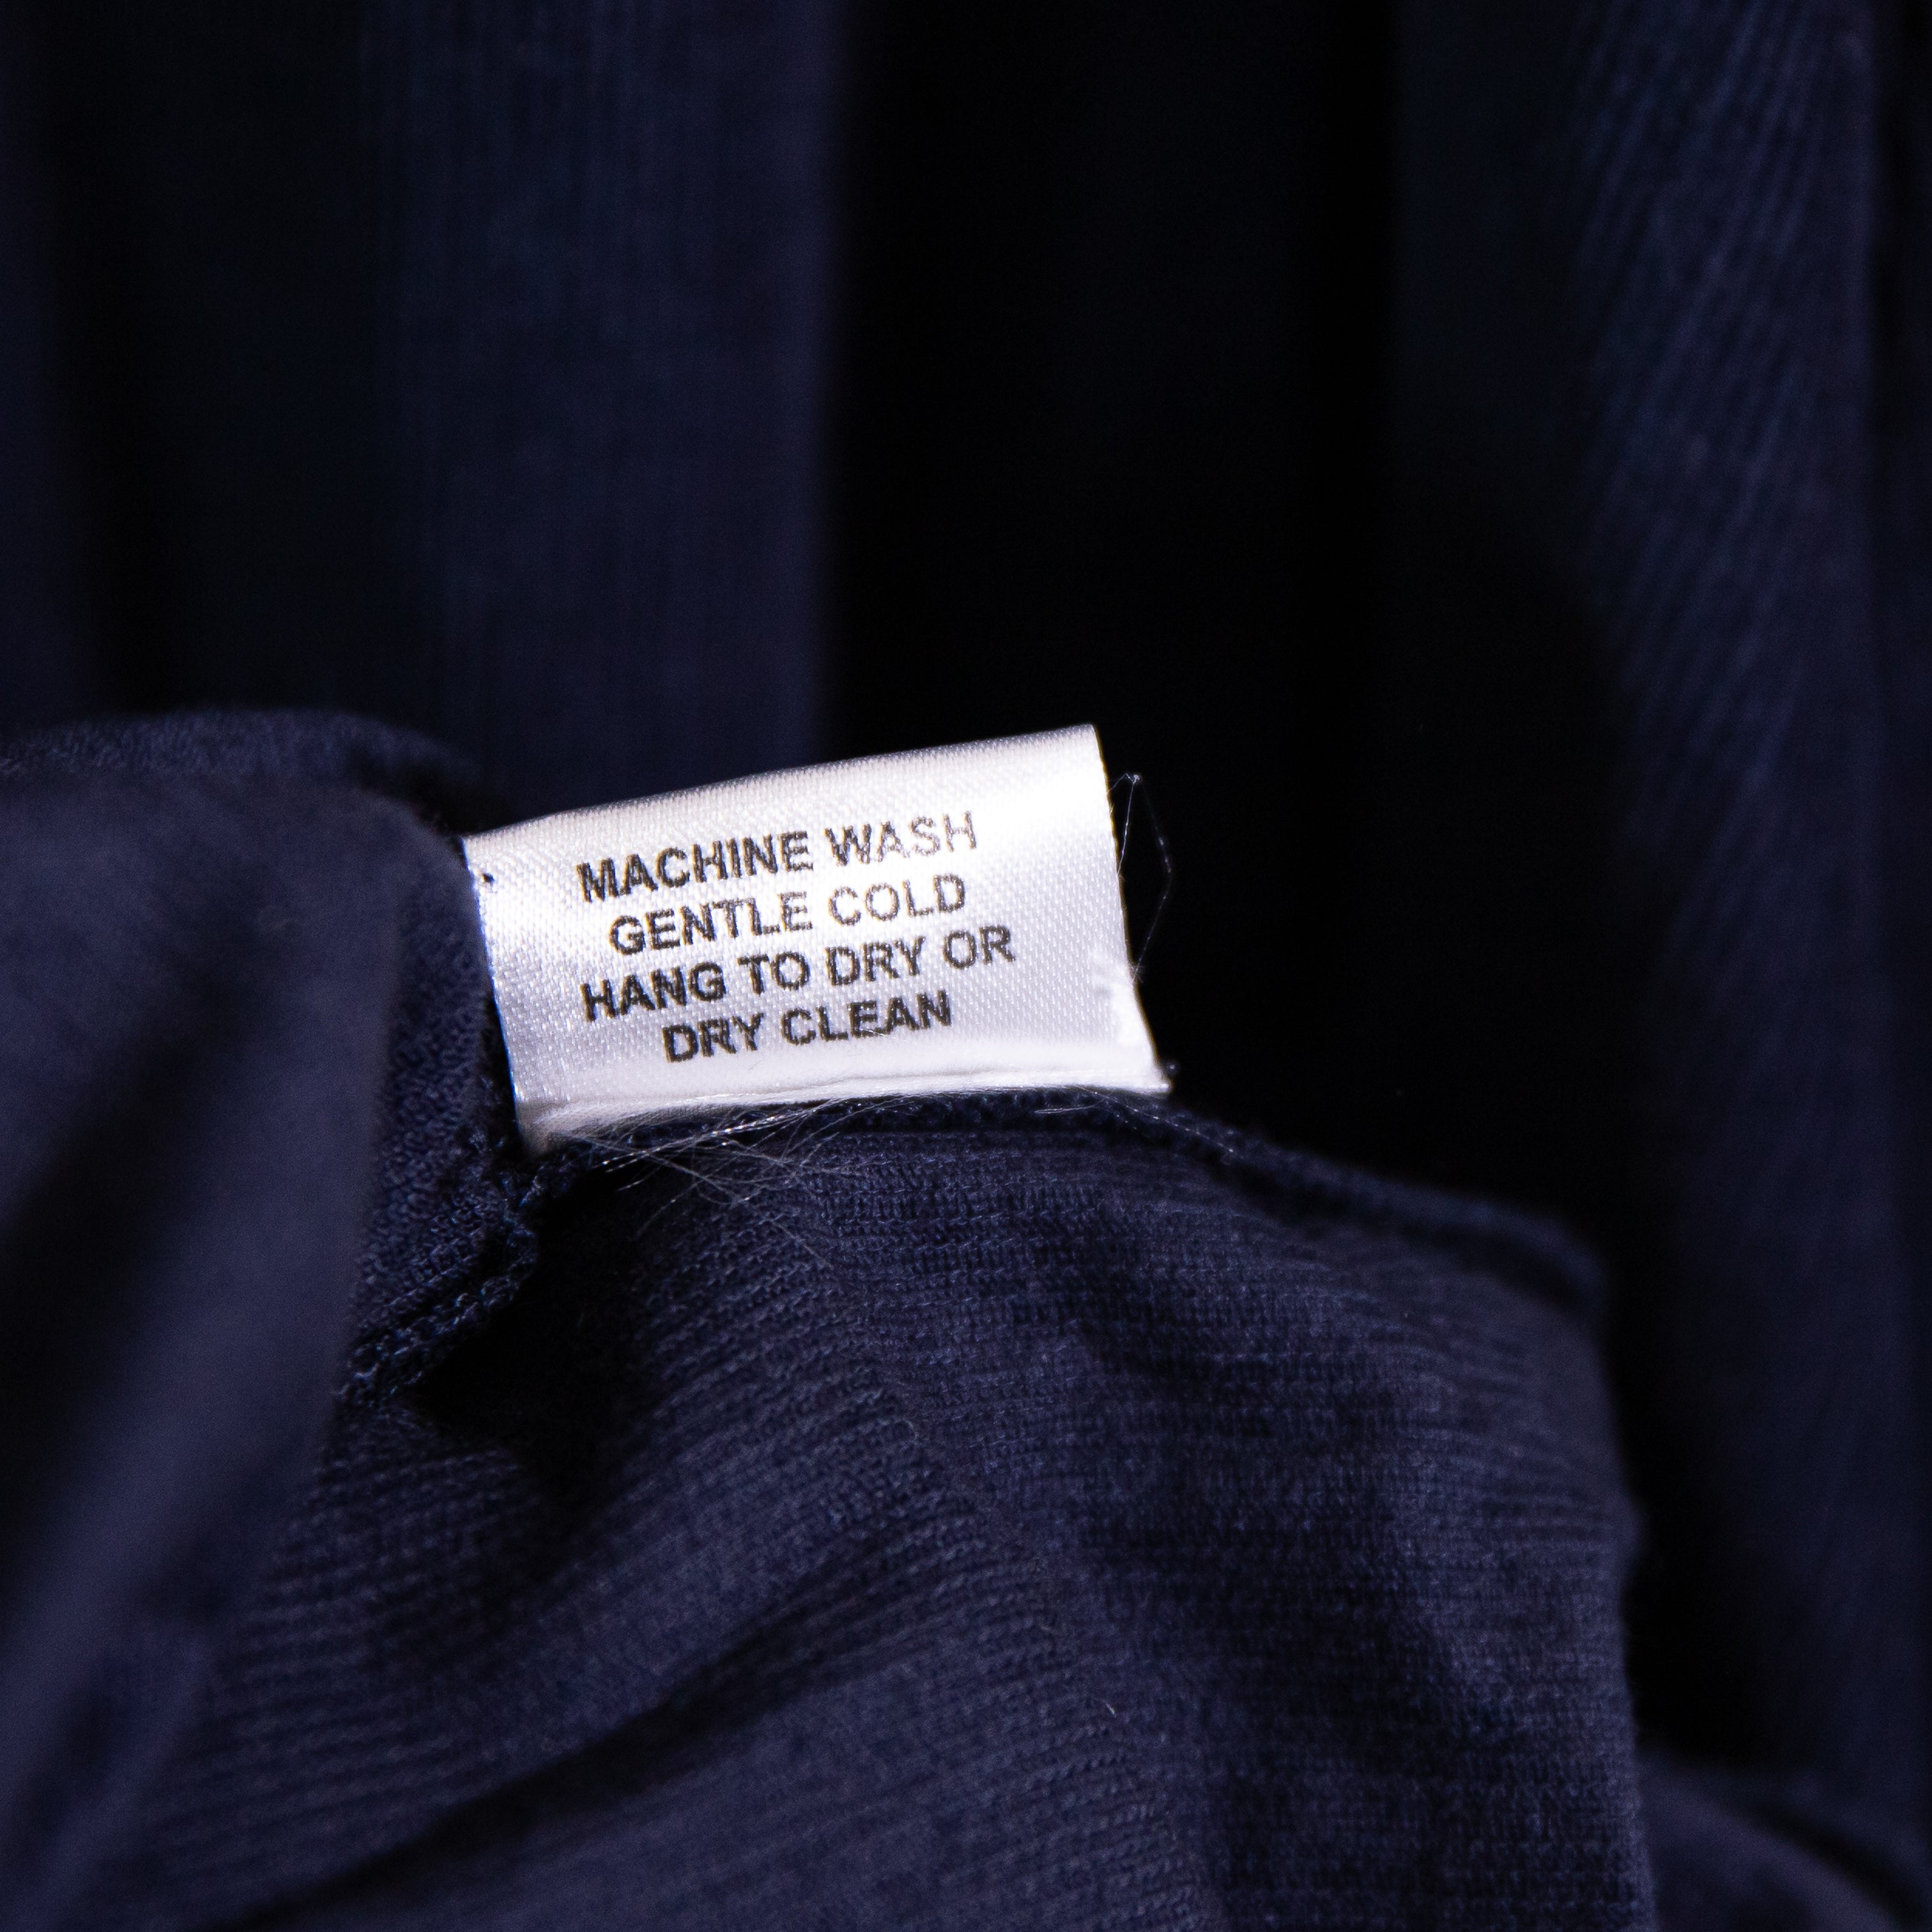 MACHINE WASH
GENTLE COLD
HANG TO DRY OR
DRY CLEAN